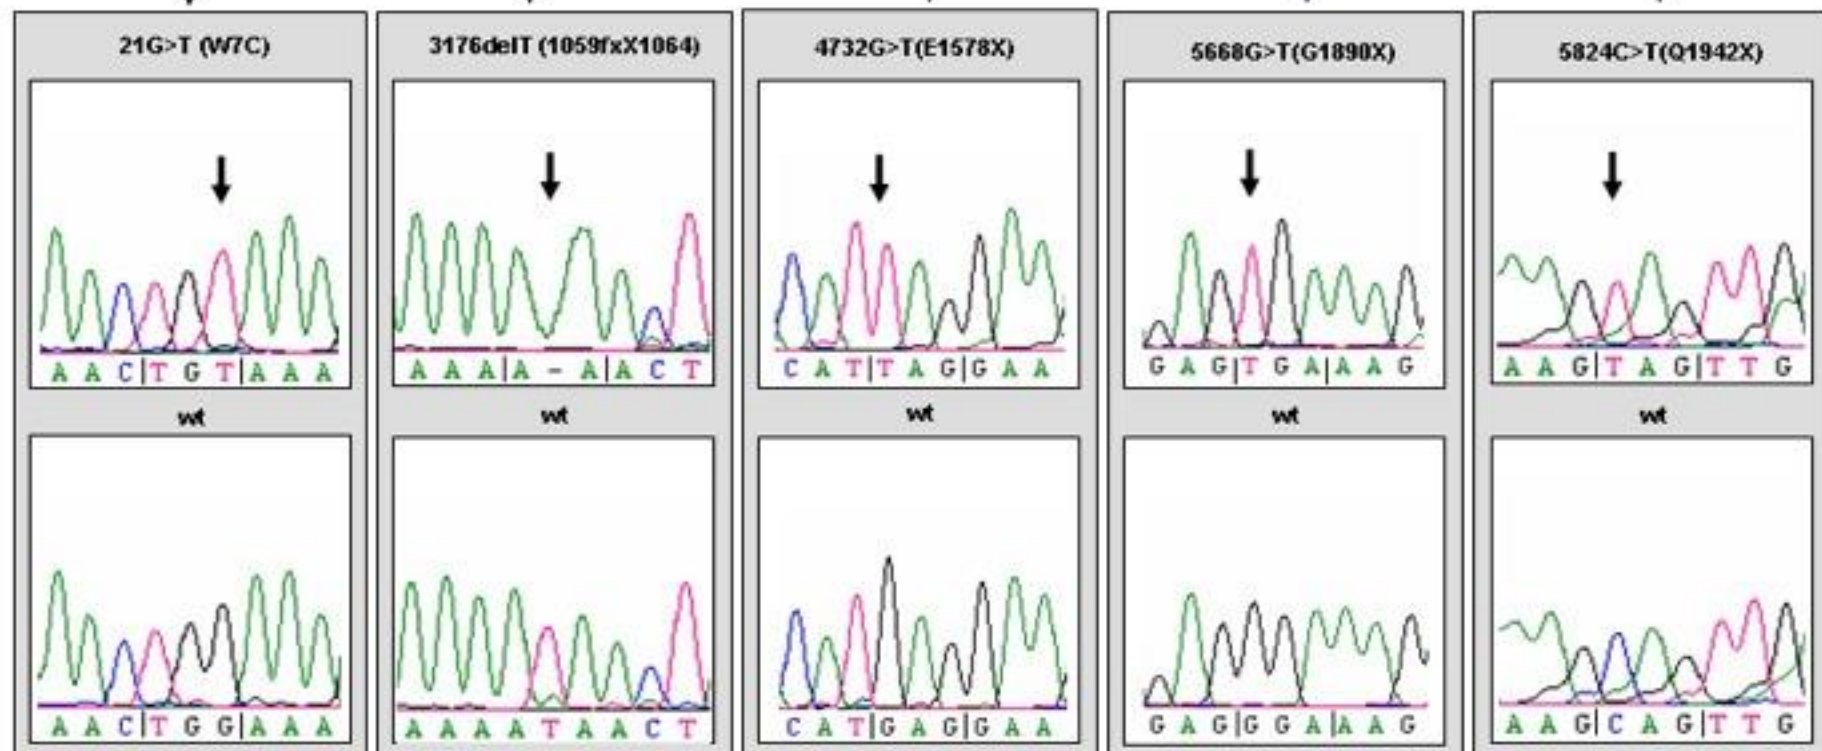 21G>T (W7C)
A A C|T G T|A A A
wt
A A C|T G G|A A A
3176delT (1059fxX1064)
A A A|A - A|A C T
wt
A A A A T A A C T
4732G>T(E1578X)
C A T|T A G|G A A
wt
C A T|G A G|G A A
5668G>T(G1890X)
G A G|T G A|A A G
wt
G A G|G G A|A A G
5824C>T(Q1942X)
A A G|T A G|T T G
wt
A A G|C A G|T T G